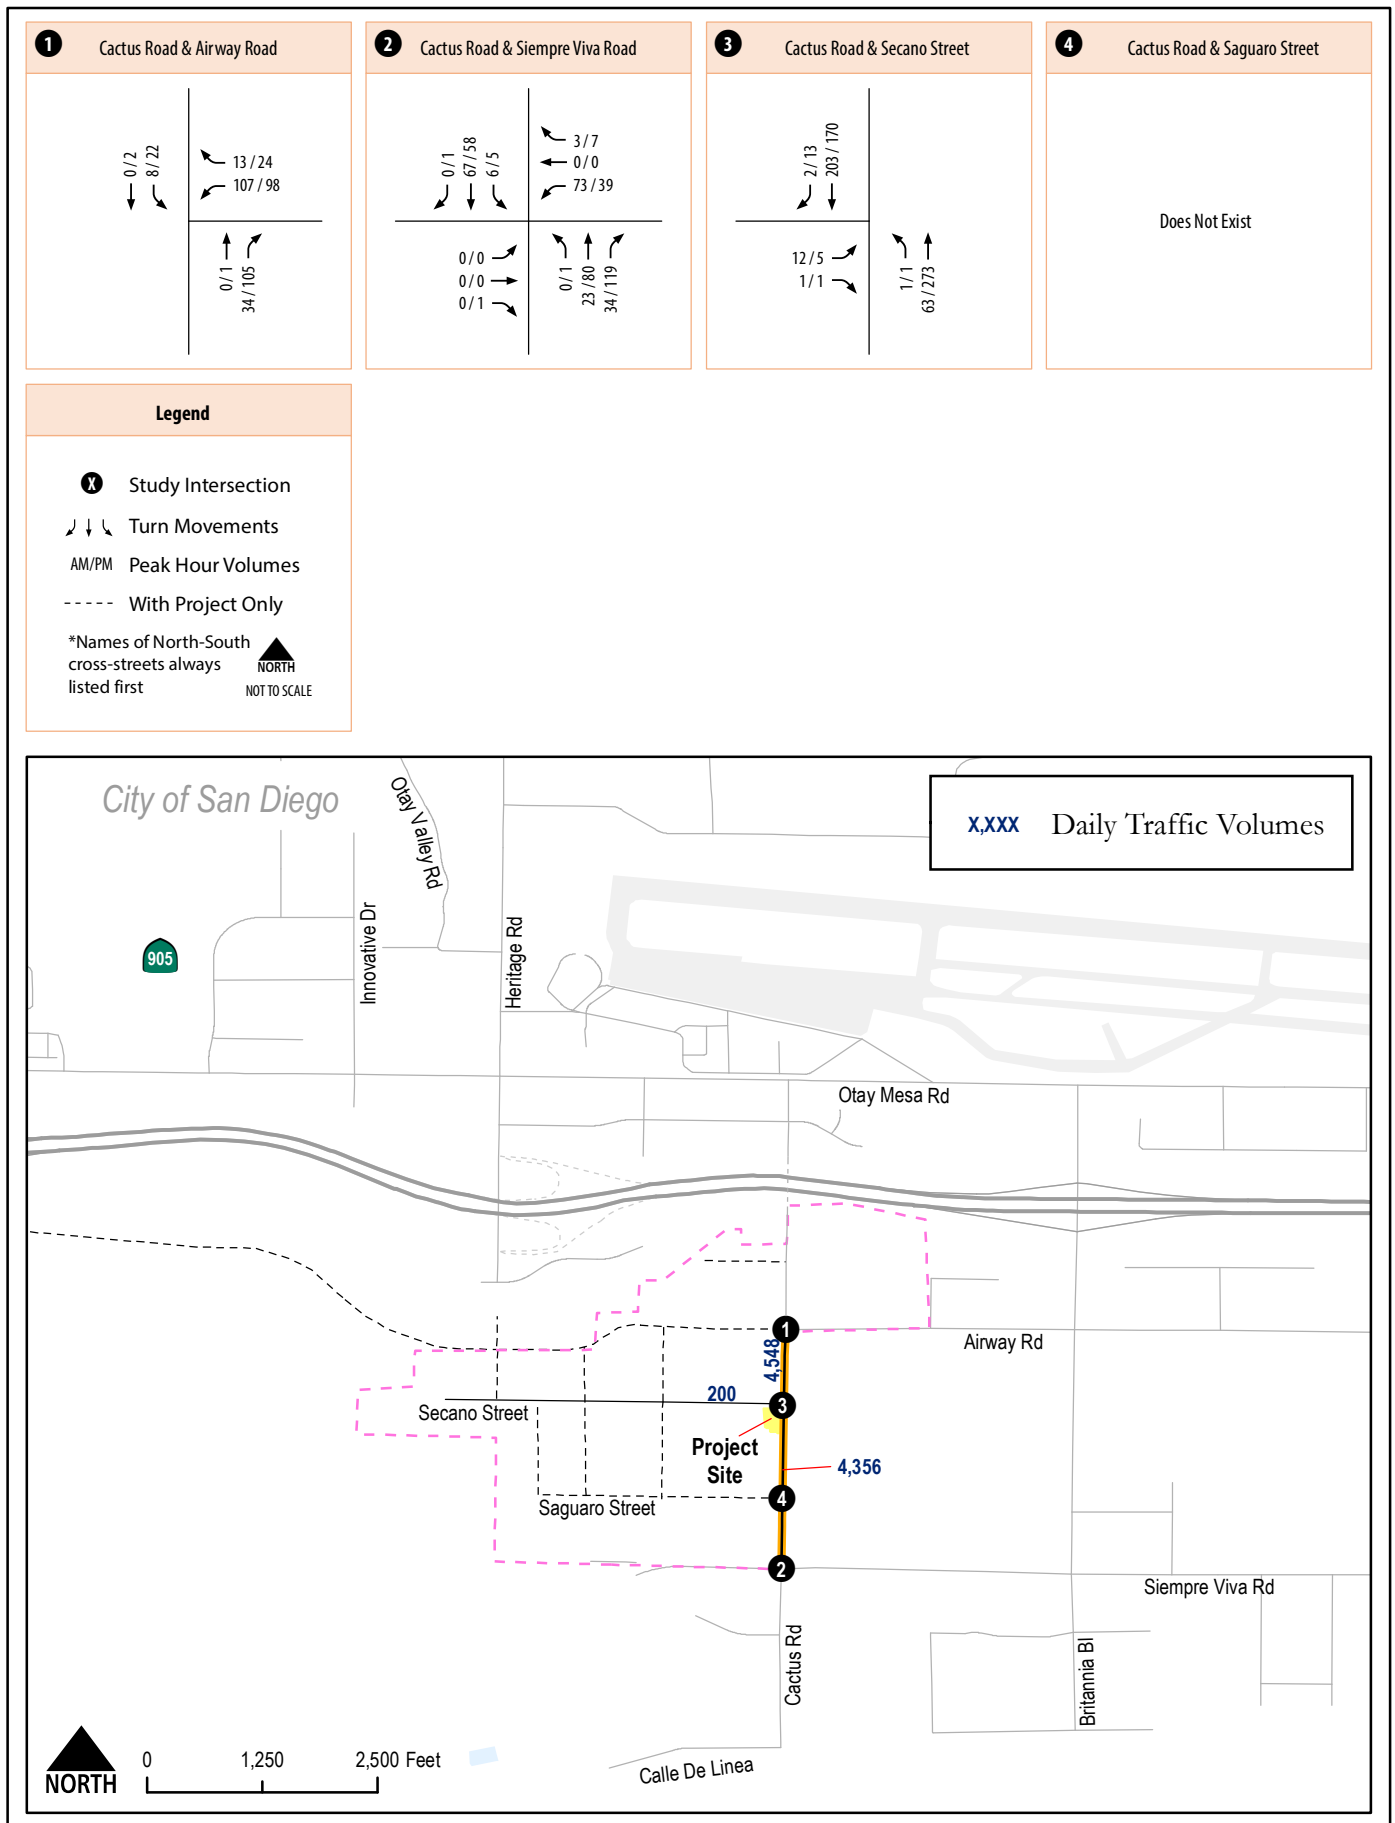 1 Cactus Road & Airway Road
0 / 2
8 / 22
13 / 24
107 / 98
0 / 1
34 / 105
2 Cactus Road & Siempre Viva Road
0 / 1
67 / 58
6 / 5
3 / 7
0 / 0
73 / 39
0 / 0
0 / 0
0 / 1
0 / 1
23 / 80
34 / 119
3 Cactus Road & Secano Street
2 / 13
203 / 170
12 / 5
1 / 1
1 / 1
63 / 273
4 Cactus Road & Saguaro Street
Does Not Exist
Legend
X Study Intersection
Turn Movements
AM/PM Peak Hour Volumes
With Project Only
*Names of North-South
cross-streets always
listed first
NORTH
NOT TO SCALE
City of San Diego
X,XXX Daily Traffic Volumes
Otay Valley Rd
Innovative Dr
Heritage Rd
905
Otay Mesa Rd
1
Airway Rd
4,548
200
3
Secano Street
Project
Site
4,356
4
Saguaro Street
2
Siempre Viva Rd
Cactus Rd
Britannia Bl
Calle De Linea
NORTH
0 1,250 2,500 Feet